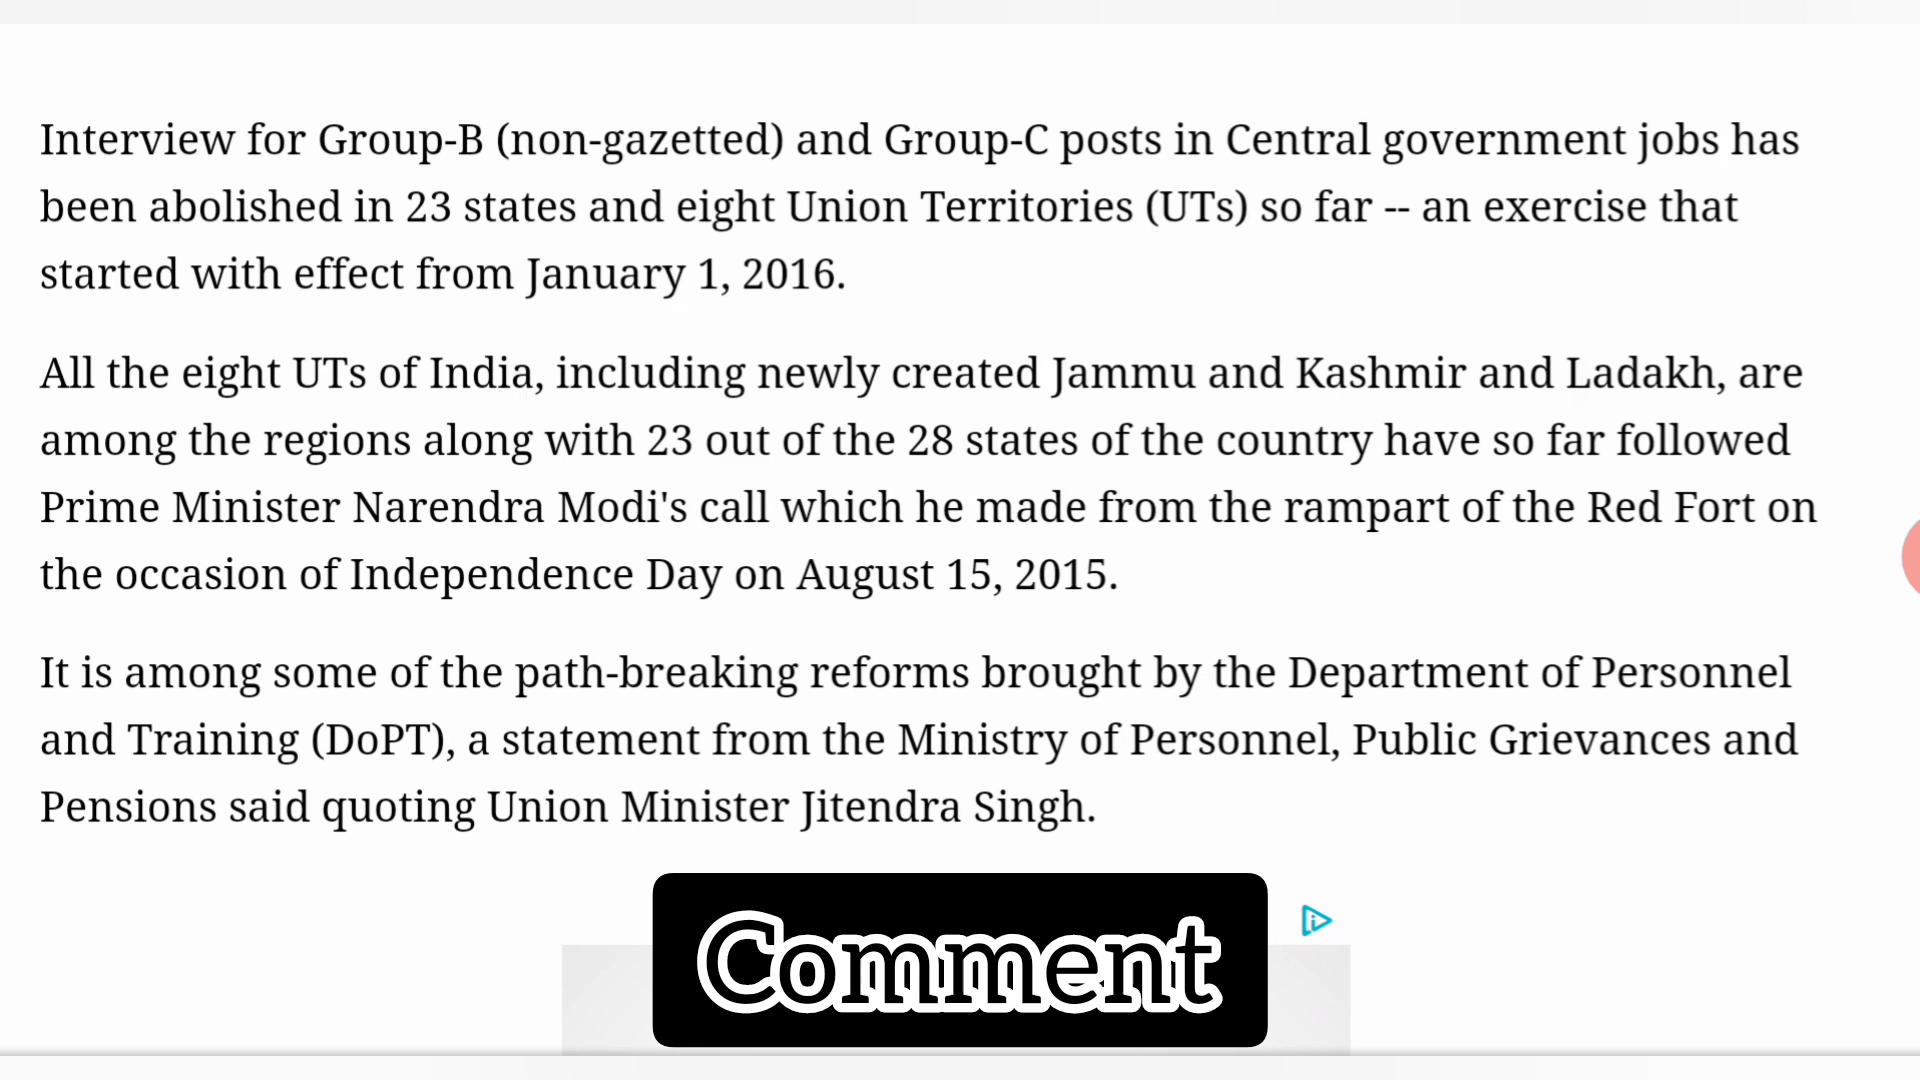 Interview for Group-B (non-gazetted) and Group-C posts in Central government jobs has
been abolished in 23 states and eight Union Territories (UTs) so far -- an exercise that
started with effect from January 1, 2016.
All the eight UTs of India, including newly created Jammu and Kashmir and Ladakh, are
among the regions along with 23 out of the 28 states of the country have so far followed
Prime Minister Narendra Modi's call which he made from the rampart of the Red Fort on
the occasion of Independence Day on August 15, 2015.
It is among some of the path-breaking reforms brought by the Department of Personnel
and Training (DoPT), a statement from the Ministry of Personnel, Public Grievances and
Pensions said quoting Union Minister Jitendra Singh.
Comment